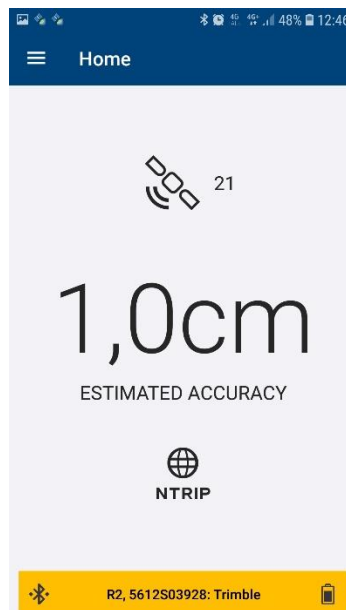 48% 12:46
Home
21
1,0cm
ESTIMATED ACCURACY
NTRIP
R2, 5612S03928: Trimble